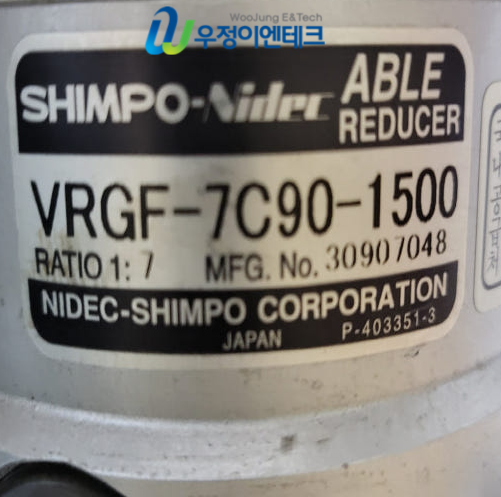 WooJung E&Tech
우정이엔테크
SHIMPO-Nidec ABLE REDUCER
VRGF-7C90-1500
RATIO 1: 7 MFG. No. 30907048
NIDEC-SHIMPO CORPORATION
JAPAN P-403351-3